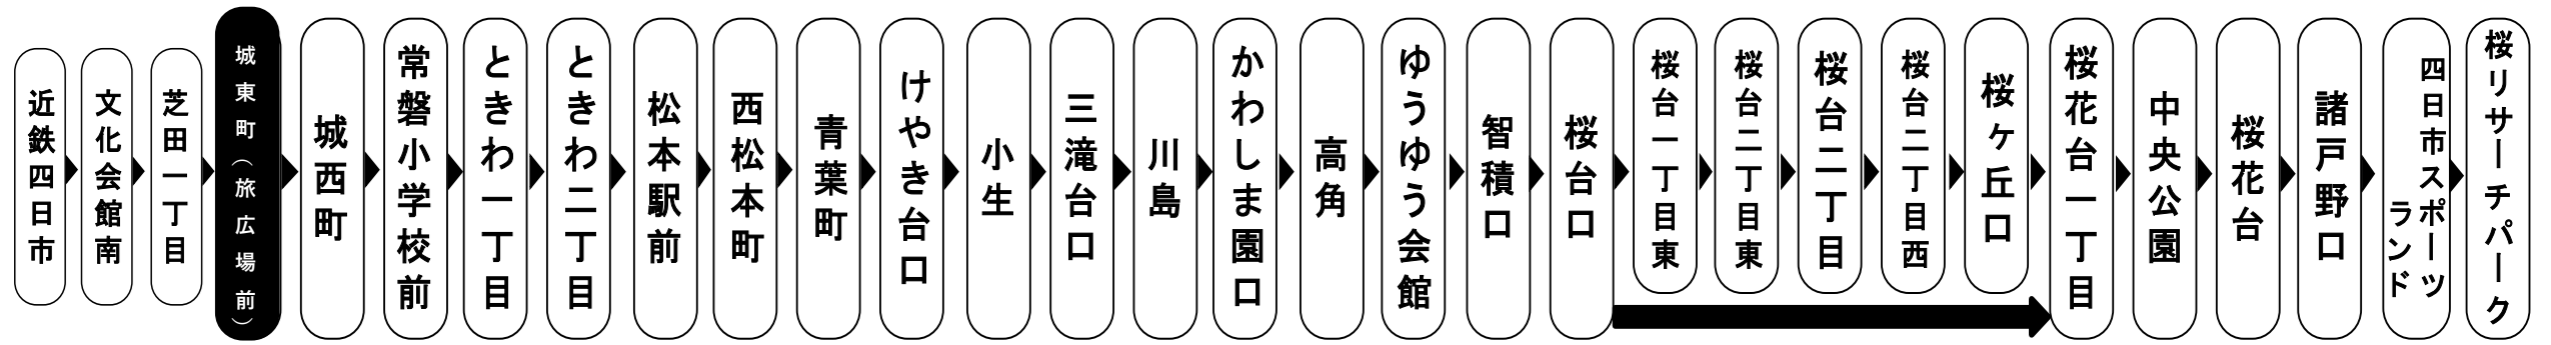 近鉄四日市
文化会館南
芝田一丁目
城東町（旅広場前）
城西町
常磐小学校前
ときわ一丁目
ときわ二丁目
松本駅前
西松本町
青葉町
けやき台口
小生
三滝台口
川島
かわしま園口
高角
ゆうゆう会館
智積口
桜台口
桜台一丁目東
桜台二丁目東
桜台二丁目
桜台二丁目西
桜ヶ丘口
桜花台一丁目
中央公園
桜花台
諸戸野口
四日市スポーツ
ランド
桜リサーチパーク